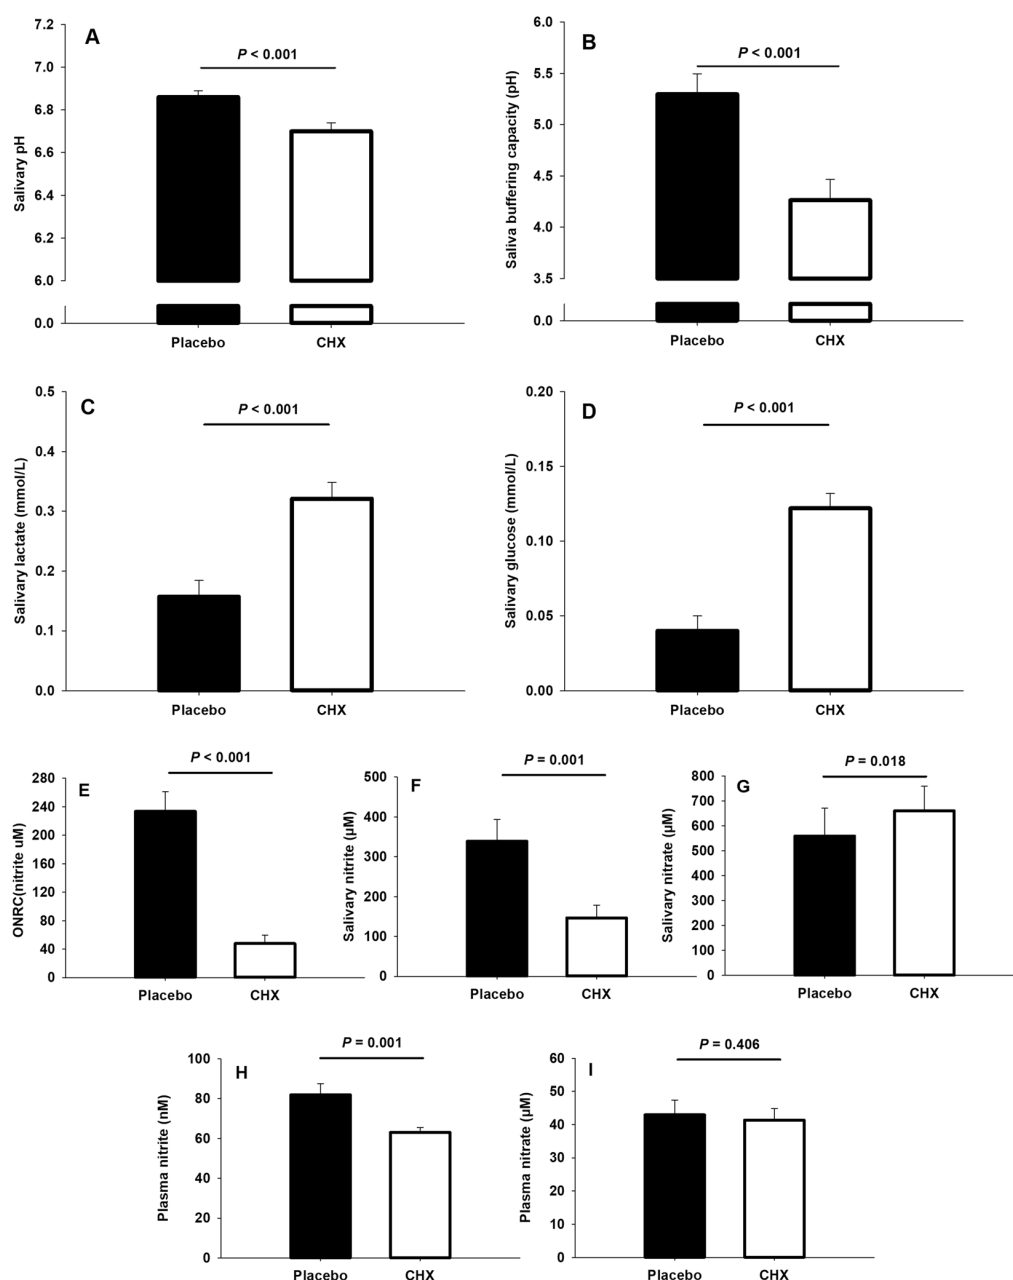 A
P < 0.001
Salivary pH
7.2
7.0
6.8
6.6
6.4
6.2
6.0
0.0
Placebo CHX
B
P < 0.001
Saliva buffering capacity (pH)
6.0
5.5
5.0
4.5
4.0
3.5
0.0
Placebo CHX
C
P < 0.001
Salivary lactate (mmol/L)
0.5
0.4
0.3
0.2
0.1
0.0
Placebo CHX
D
P < 0.001
Salivary glucose (mmol/L)
0.20
0.15
0.10
0.05
0.00
Placebo CHX
E
P < 0.001
ONRC(nitrite uM)
280
240
200
160
120
80
40
0
Placebo CHX
F
P = 0.001
Salivary nitrite (µM)
500
400
300
200
100
0
Placebo CHX
G
P = 0.018
Salivary nitrate (µM)
800
700
600
500
400
300
200
100
0
Placebo CHX
H
P = 0.001
Plasma nitrite (nM)
100
80
60
40
20
0
Placebo CHX
I
P = 0.406
Plasma nitrate (µM)
60
50
40
30
20
10
0
Placebo CHX